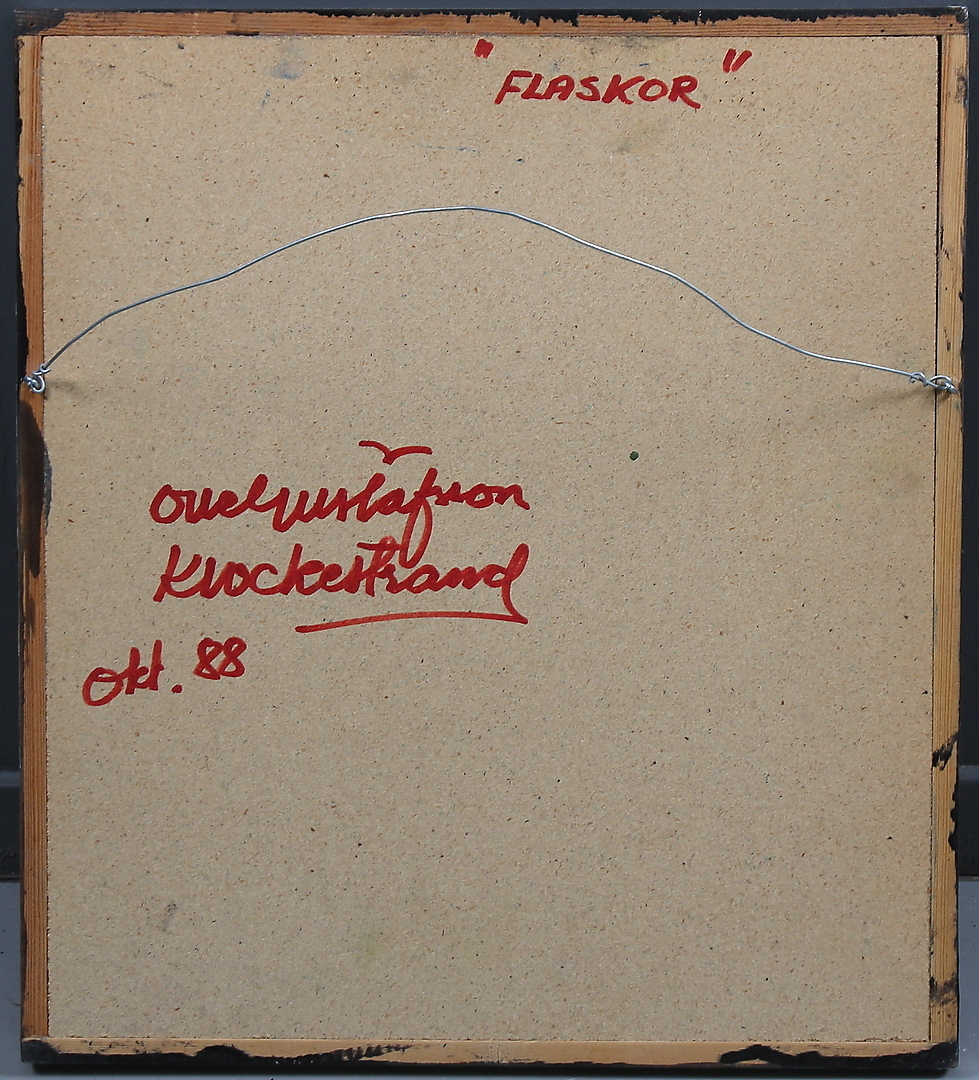 "FLASKOR"
Ove Gustafsson
Klockestrand
Okt. 88